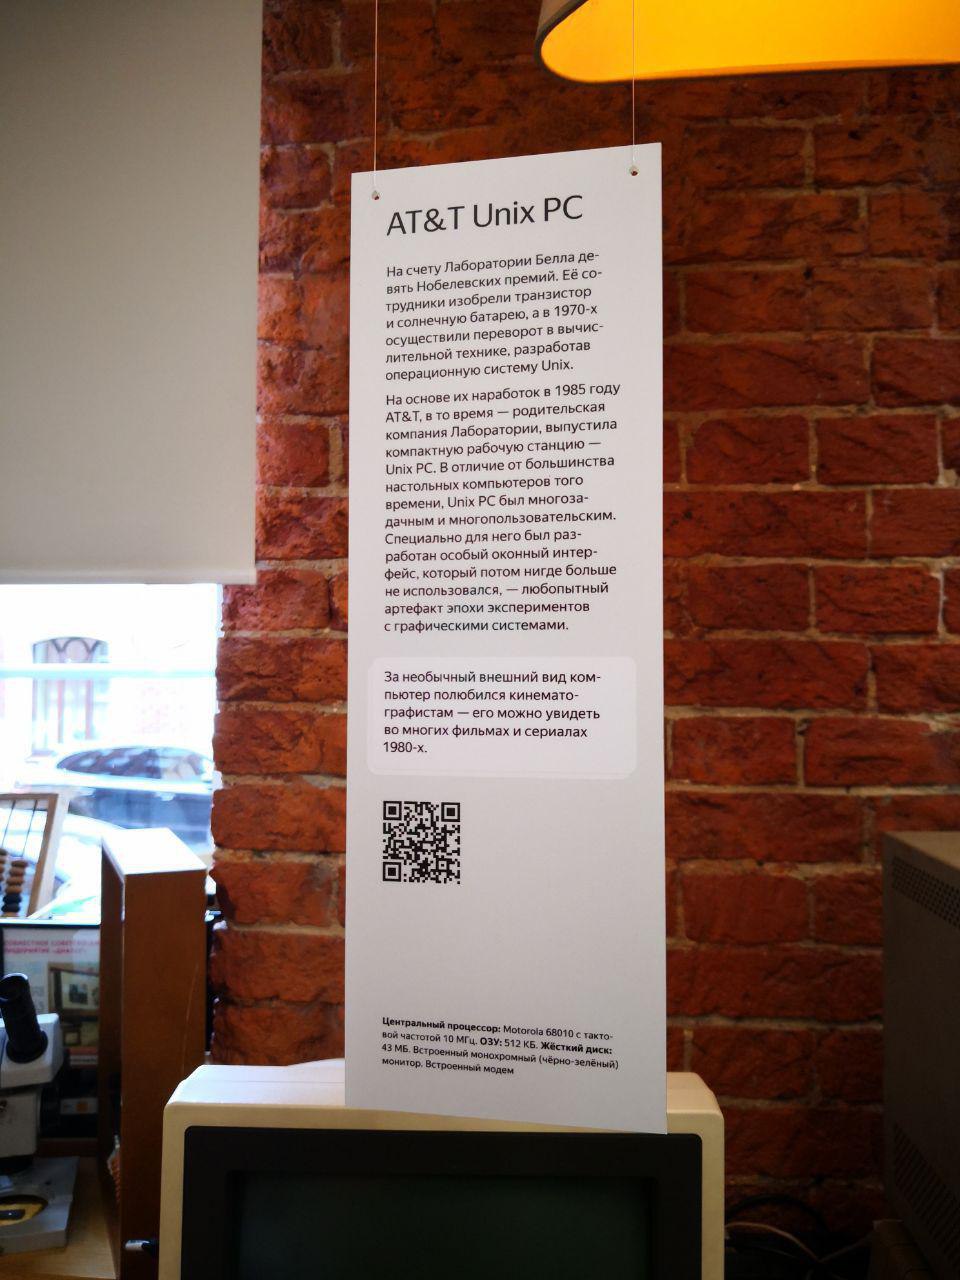 AT&T Unix PC
На счету Лаборатории Белла де-
вять Нобелевских премий. Её со-
трудники изобрели транзистор
и солнечную батарею, а в 1970-х
осуществили переворот в вычис-
лительной технике, разработав
операционную систему Unix.
На основе их наработок в 1985 году
AT&T, в то время — родительская
компания Лаборатории, выпустила
компактную рабочую станцию —
Unix PC. В отличие от большинства
настольных компьютеров того
времени, Unix PC был многоза-
дачным и многопользовательским.
Специально для него был раз-
работан особый оконный интер-
фейс, который потом нигде больше
не использовался, — любопытный
артефакт эпохи экспериментов
с графическими системами.
За необычный внешний вид ком-
пьютер полюбился кинемато-
графистам — его можно увидеть
во многих фильмах и сериалах
1980-х.
СОВМЕСТНОЕ СОВЕТСКО-
ПРЕДПРИЯТИЕ «ДИАЛОГ»
Центральный процессор: Motorola 68010 с такто-
вой частотой 10 МГц. ОЗУ: 512 КБ. Жёсткий диск:
43 МБ. Встроенный монохромный (чёрно-зелёный)
монитор. Встроенный модем